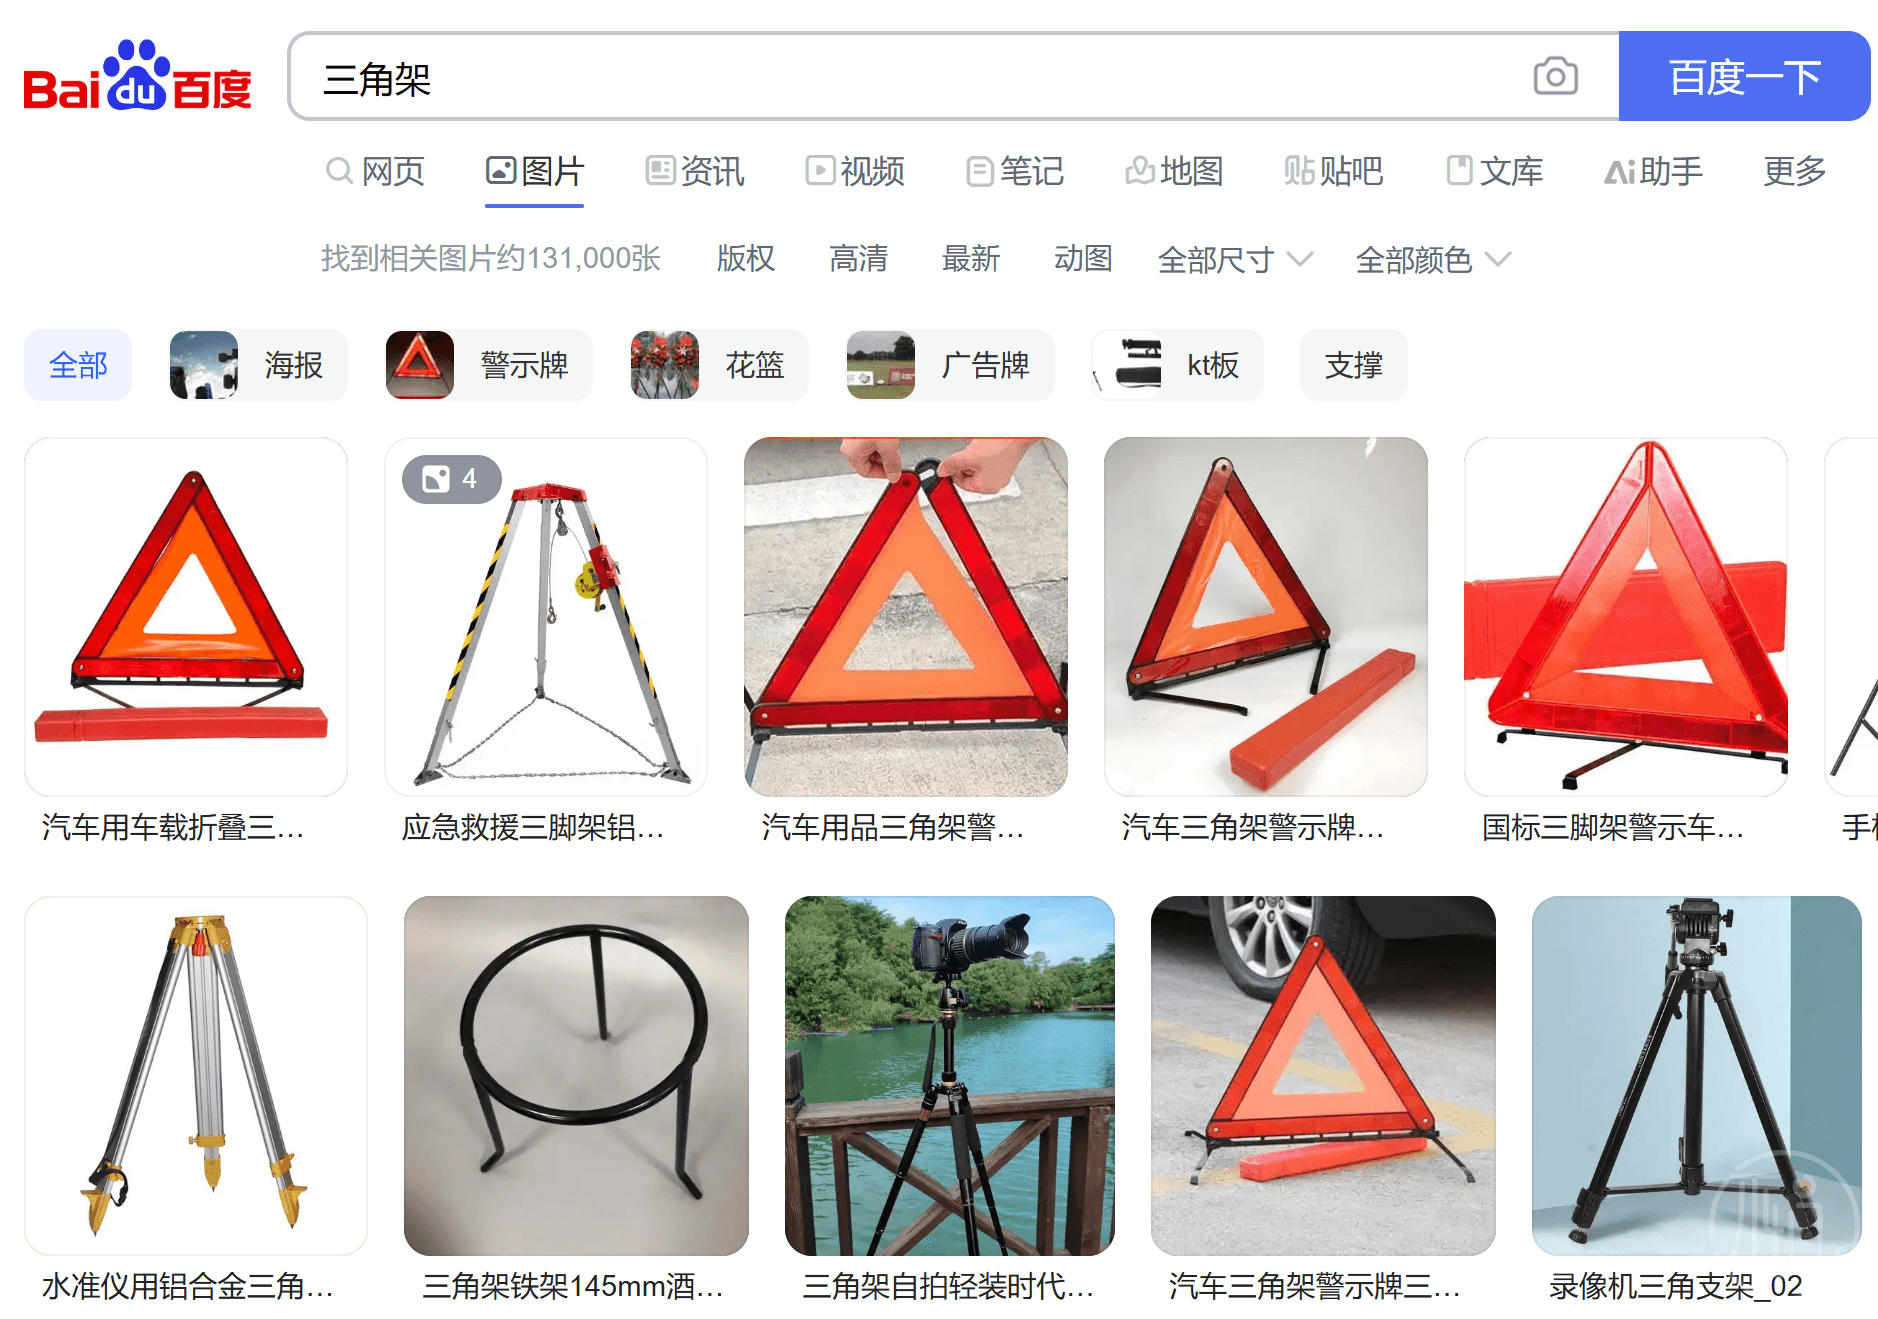 Baidu百度
三角架
百度一下
网页 图片 资讯 视频 笔记 地图 贴贴吧 文库 Ai助手 更多
找到相关图片约131,000张 版权 高清 最新 动图 全部尺寸 全部颜色
全部 海报 警示牌 花篮 广告牌 kt板 支撑
4
汽车用车载折叠三...
应急救援三脚架铝...
汽车用品三角架警...
汽车三角架警示牌...
国标三脚架警示车...
水准仪用铝合金三角...
三角架铁架145mm酒...
三角架自拍轻装时代...
汽车三角架警示牌三...
录像机三角支架_02